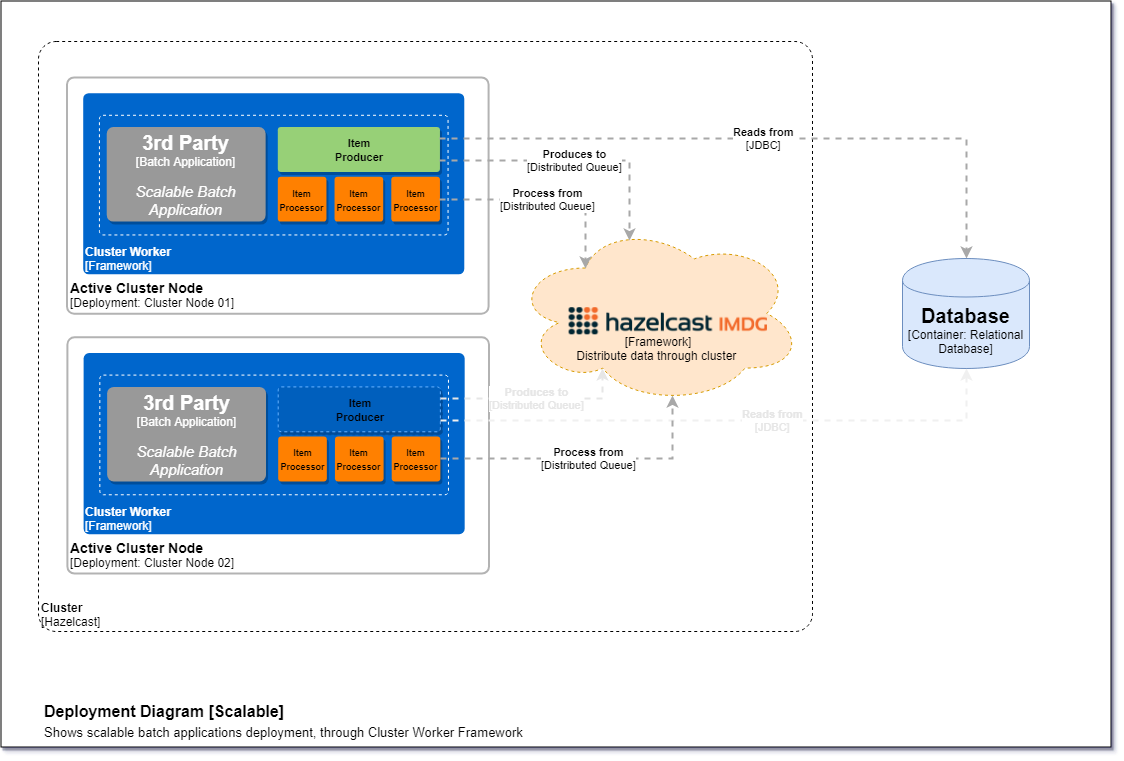 3rd Party
[Batch Application]
Scalable Batch
Application
Item
Producer
Item
Processor
Item
Processor
Item
Processor
Cluster Worker
[Framework]
Active Cluster Node
[Deployment: Cluster Node 01]
Reads from
[JDBC]
Produces to
[Distributed Queue]
Process from
[Distributed Queue]
hazelcast IMDG
[Framework]
Distribute data through cluster
Database
[Container: Relational
Database]
3rd Party
[Batch Application]
Scalable Batch
Application
Item
Producer
Item
Processor
Item
Processor
Item
Processor
Cluster Worker
[Framework]
Active Cluster Node
[Deployment: Cluster Node 02]
Produces to
[Distributed Queue]
Reads from
[JDBC]
Process from
[Distributed Queue]
Cluster
[Hazelcast]
Deployment Diagram [Scalable]
Shows scalable batch applications deployment, through Cluster Worker Framework